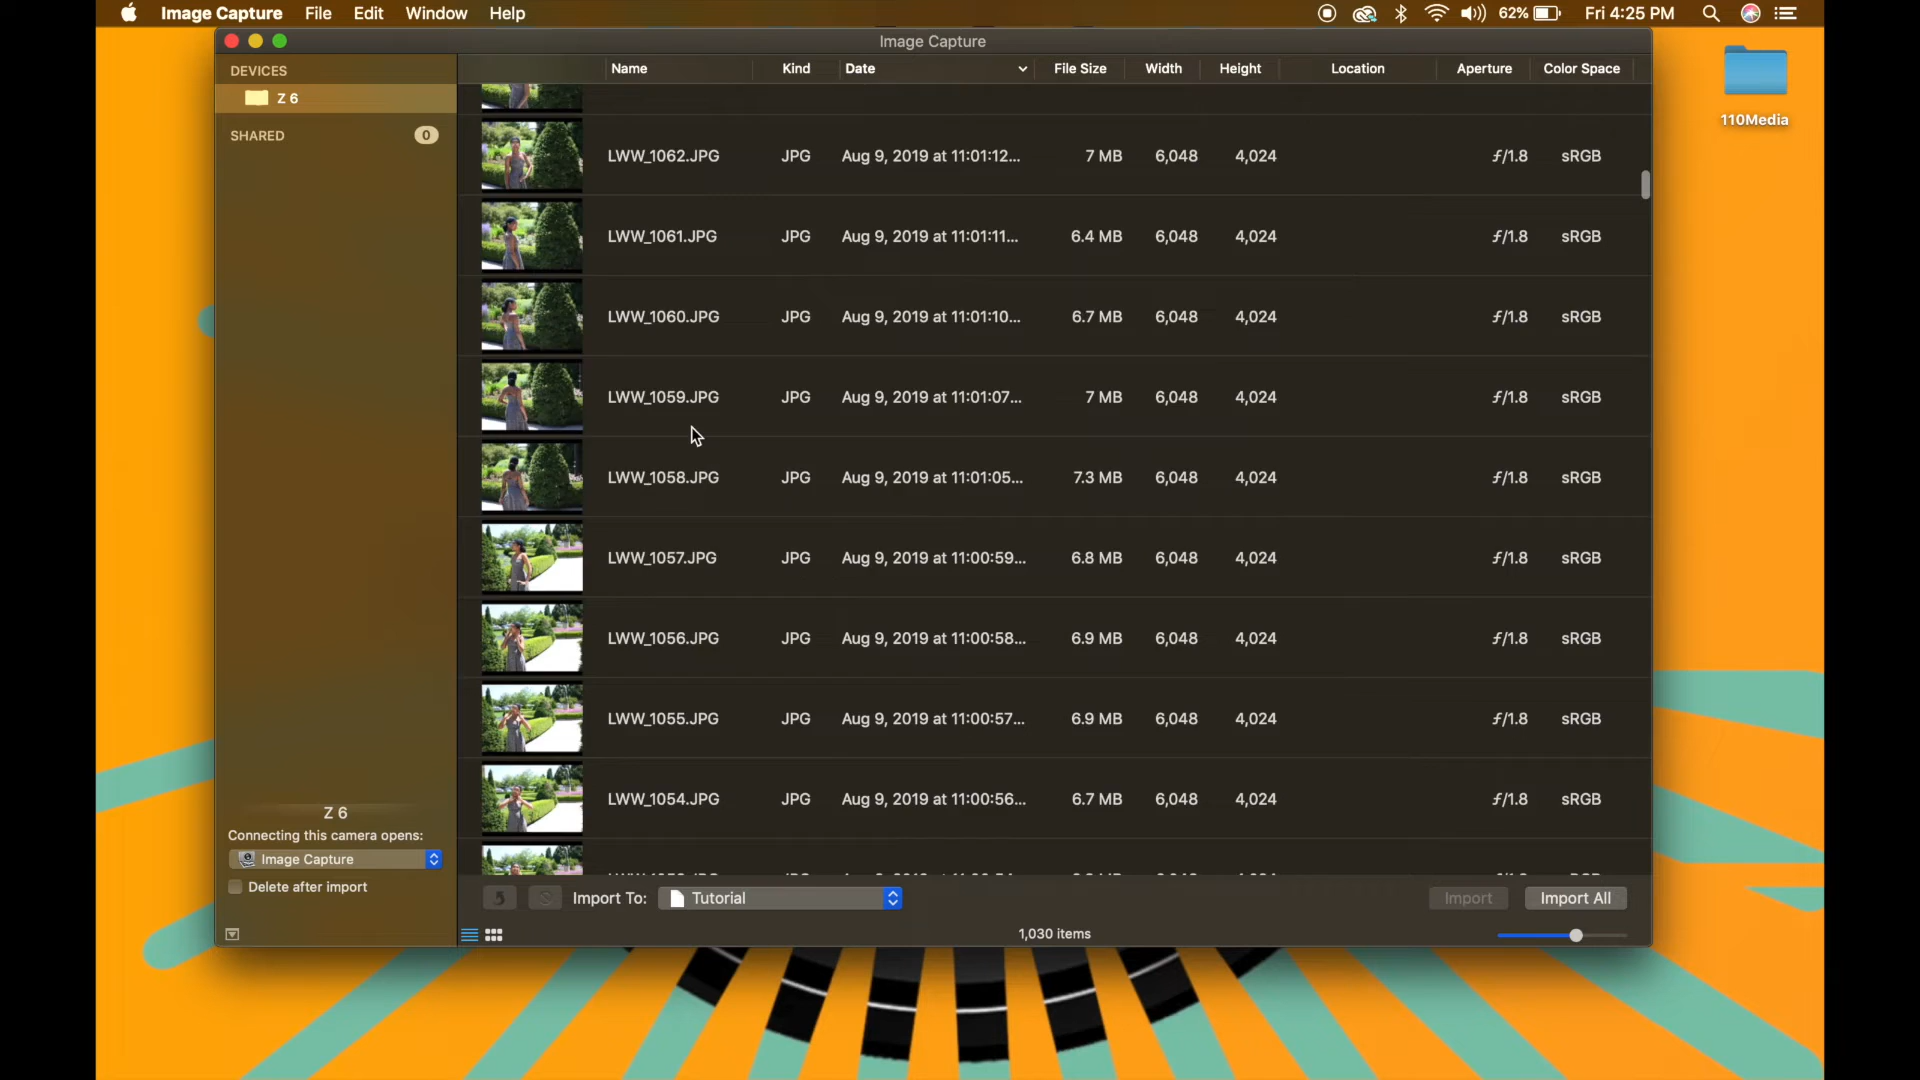 Image Capture File Edit Window Help 62% Fri 4:25 PM
Image Capture
DEVICES
Z 6
SHARED 0
Name Kind Date File Size Width Height Location Aperture Color Space
LWW_1062.JPG JPG Aug 9, 2019 at 11:01:12... 7 MB 6,048 4,024 ƒ/1.8 sRGB
LWW_1061.JPG JPG Aug 9, 2019 at 11:01:11... 6.4 MB 6,048 4,024 ƒ/1.8 sRGB
LWW_1060.JPG JPG Aug 9, 2019 at 11:01:10... 6.7 MB 6,048 4,024 ƒ/1.8 sRGB
LWW_1059.JPG JPG Aug 9, 2019 at 11:01:07... 7 MB 6,048 4,024 ƒ/1.8 sRGB
LWW_1058.JPG JPG Aug 9, 2019 at 11:01:05... 7.3 MB 6,048 4,024 ƒ/1.8 sRGB
LWW_1057.JPG JPG Aug 9, 2019 at 11:00:59... 6.8 MB 6,048 4,024 ƒ/1.8 sRGB
LWW_1056.JPG JPG Aug 9, 2019 at 11:00:58... 6.9 MB 6,048 4,024 ƒ/1.8 sRGB
LWW_1055.JPG JPG Aug 9, 2019 at 11:00:57... 6.9 MB 6,048 4,024 ƒ/1.8 sRGB
LWW_1054.JPG JPG Aug 9, 2019 at 11:00:56... 6.7 MB 6,048 4,024 ƒ/1.8 sRGB
Z 6
Connecting this camera opens:
Image Capture
Delete after import
Import To: Tutorial Import Import All
1,030 items
110Media